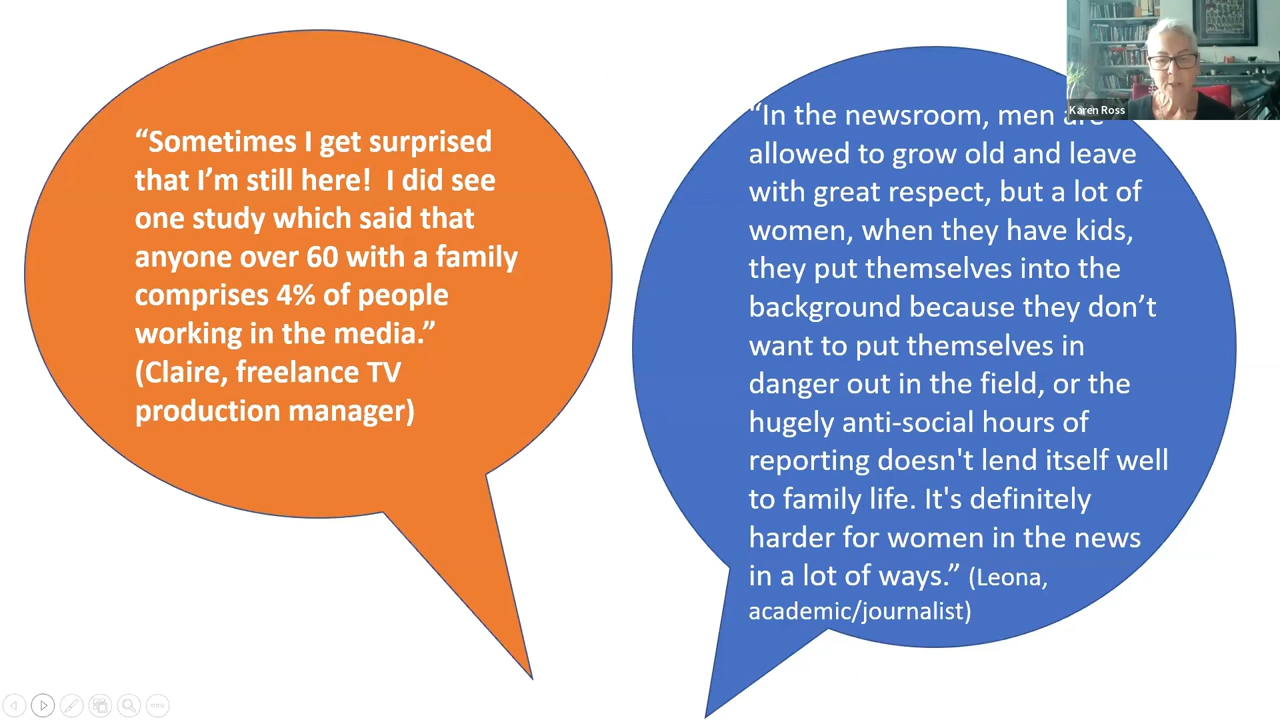 “Sometimes I get surprised
that I’m still here!  I did see
one study which said that
anyone over 60 with a family
comprises 4% of people
working in the media.”
(Claire, freelance TV
production manager)
“In the newsroom, men are
allowed to grow old and leave
with great respect, but a lot of
women, when they have kids,
they put themselves into the
background because they don’t
want to put themselves in
danger out in the field, or the
hugely anti-social hours of
reporting doesn't lend itself well
to family life. It's definitely
harder for women in the news
in a lot of ways.” (Leona,
academic/journalist)
Karen Ross